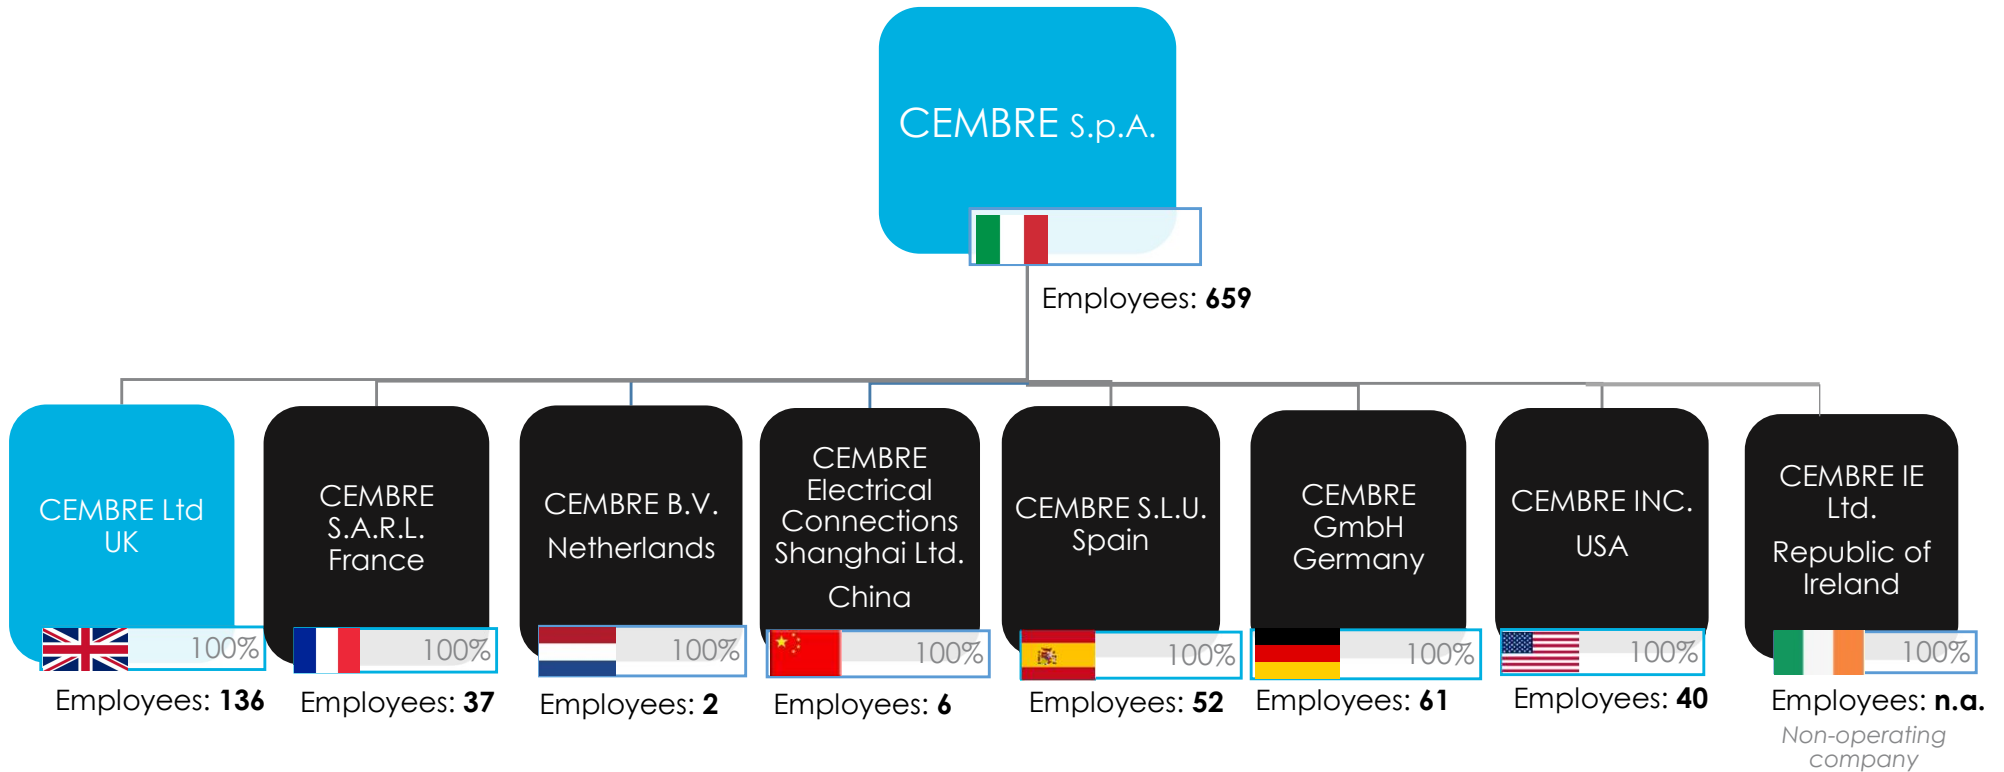 CEMBRE S.p.A.
Employees: 659
CEMBRE Ltd
UK
100%
Employees: 136
CEMBRE
S.A.R.L.
France
100%
Employees: 37
CEMBRE B.V.
Netherlands
100%
Employees: 2
CEMBRE
Electrical
Connections
Shanghai Ltd.
China
100%
Employees: 6
CEMBRE S.L.U.
Spain
100%
Employees: 52
CEMBRE
GmbH
Germany
100%
Employees: 61
CEMBRE INC.
USA
100%
Employees: 40
CEMBRE IE
Ltd.
Republic of
Ireland
100%
Employees: n.a.
Non-operating
company